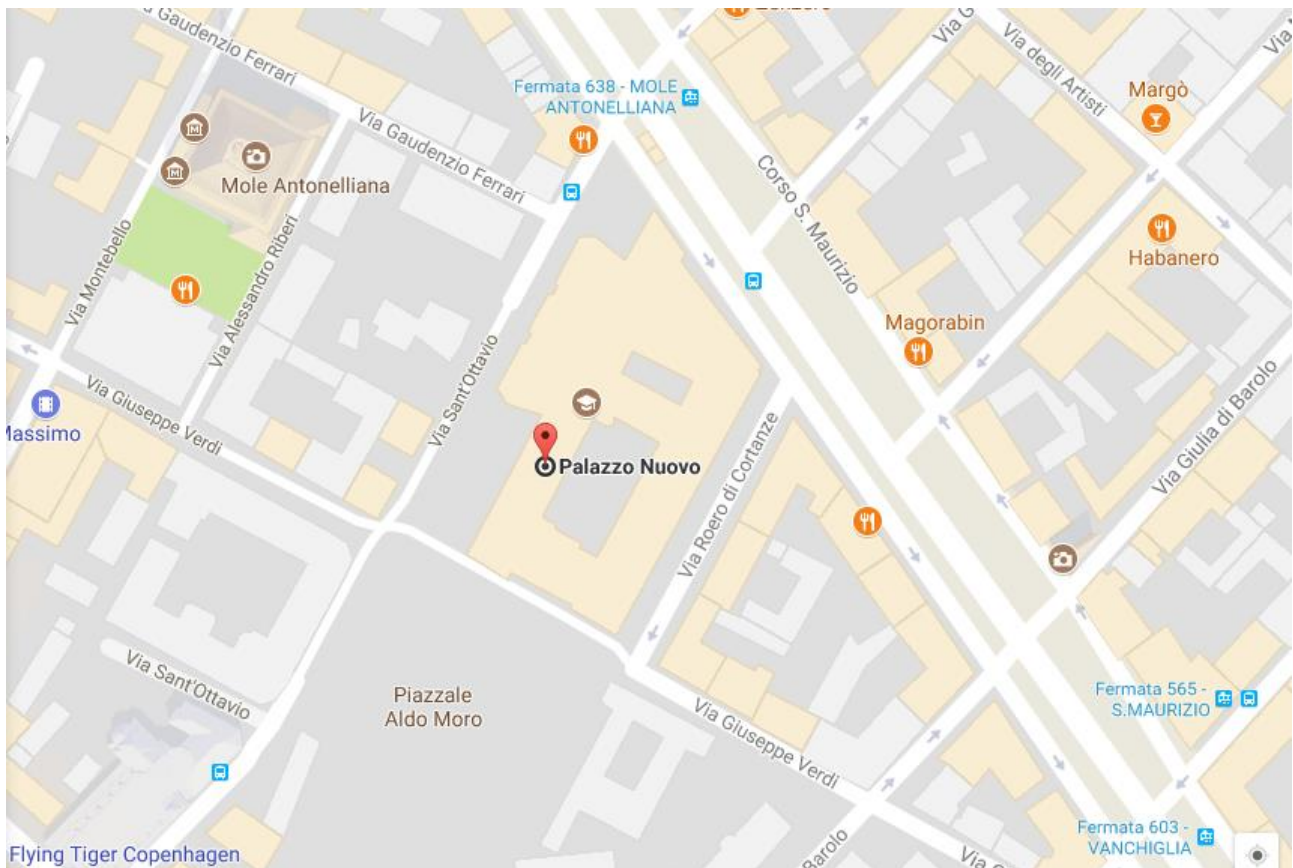 Via Gaudenzio Ferrari
Fermata 638 - MOLE
ANTONELLIANA
Via degli Artisti
Margò
Via Gaudenzio Ferrari
Mole Antonelliana
Corso S. Maurizio
Habanero
Via Montebello
Via Alessandro Riberi
Magorabin
Via Sant'Ottavio
Via Giuseppe Verdi
Massimo
Via Giulia di Barolo
Palazzo Nuovo
Via Roero di Cortanze
Via Sant'Ottavio
Piazzale
Aldo Moro
Fermata 565 -
S.MAURIZIO
Via Giuseppe Verdi
Fermata 603 -
VANCHIGLIA
Barolo
Flying Tiger Copenhagen